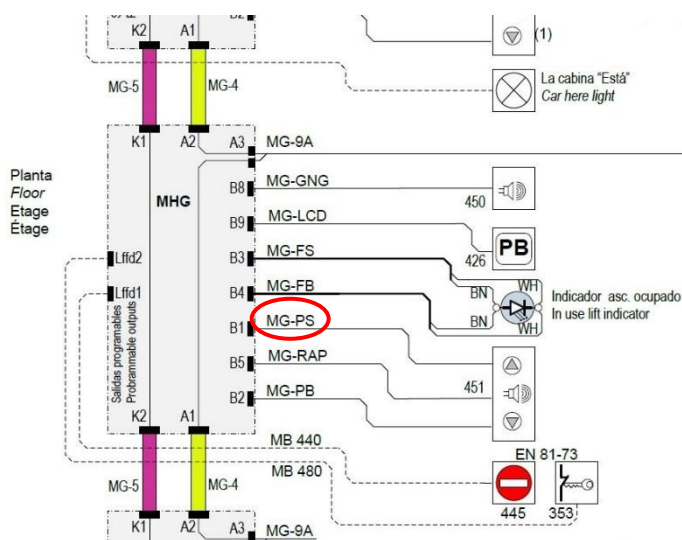 K2
A1
(1)
MG-5
MG-4
La cabina "Está"
Car here light
K1
A2
A3
MG-9A
Planta
Floor
Etage
Étage
MHG
B8
MG-GNG
450
B9
MG-LCD
426
PB
Lffd2
B3
MG-FS
BN
WH
Lffd1
B4
MG-FB
Indicador asc. ocupado
In use lift indicator
BN
WH
B1
MG-PS
Salidas programables
Probrammable outputs
B5
MG-RAP
451
B2
MG-PB
K2
A1
MB 440
MB 480
EN 81-73
MG-5
MG-4
445
353
K1
A2
A3
MG-9A